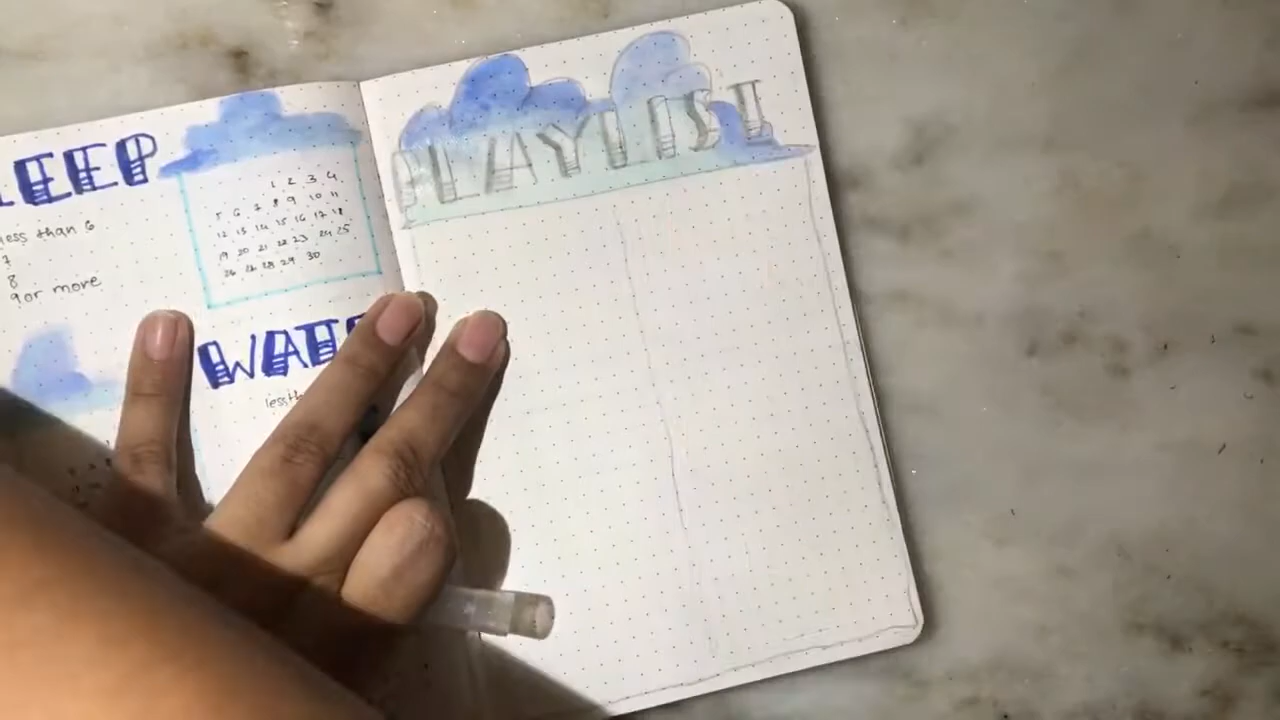 LEEP
less than 6
7
8
9 or more
1 2 3 4
5 6 7 8 9 10 11
12 13 14 15 16 17 18
19 20 21 22 23 24 25
26 27 28 29 30
WATE
less th
PLAYLIST